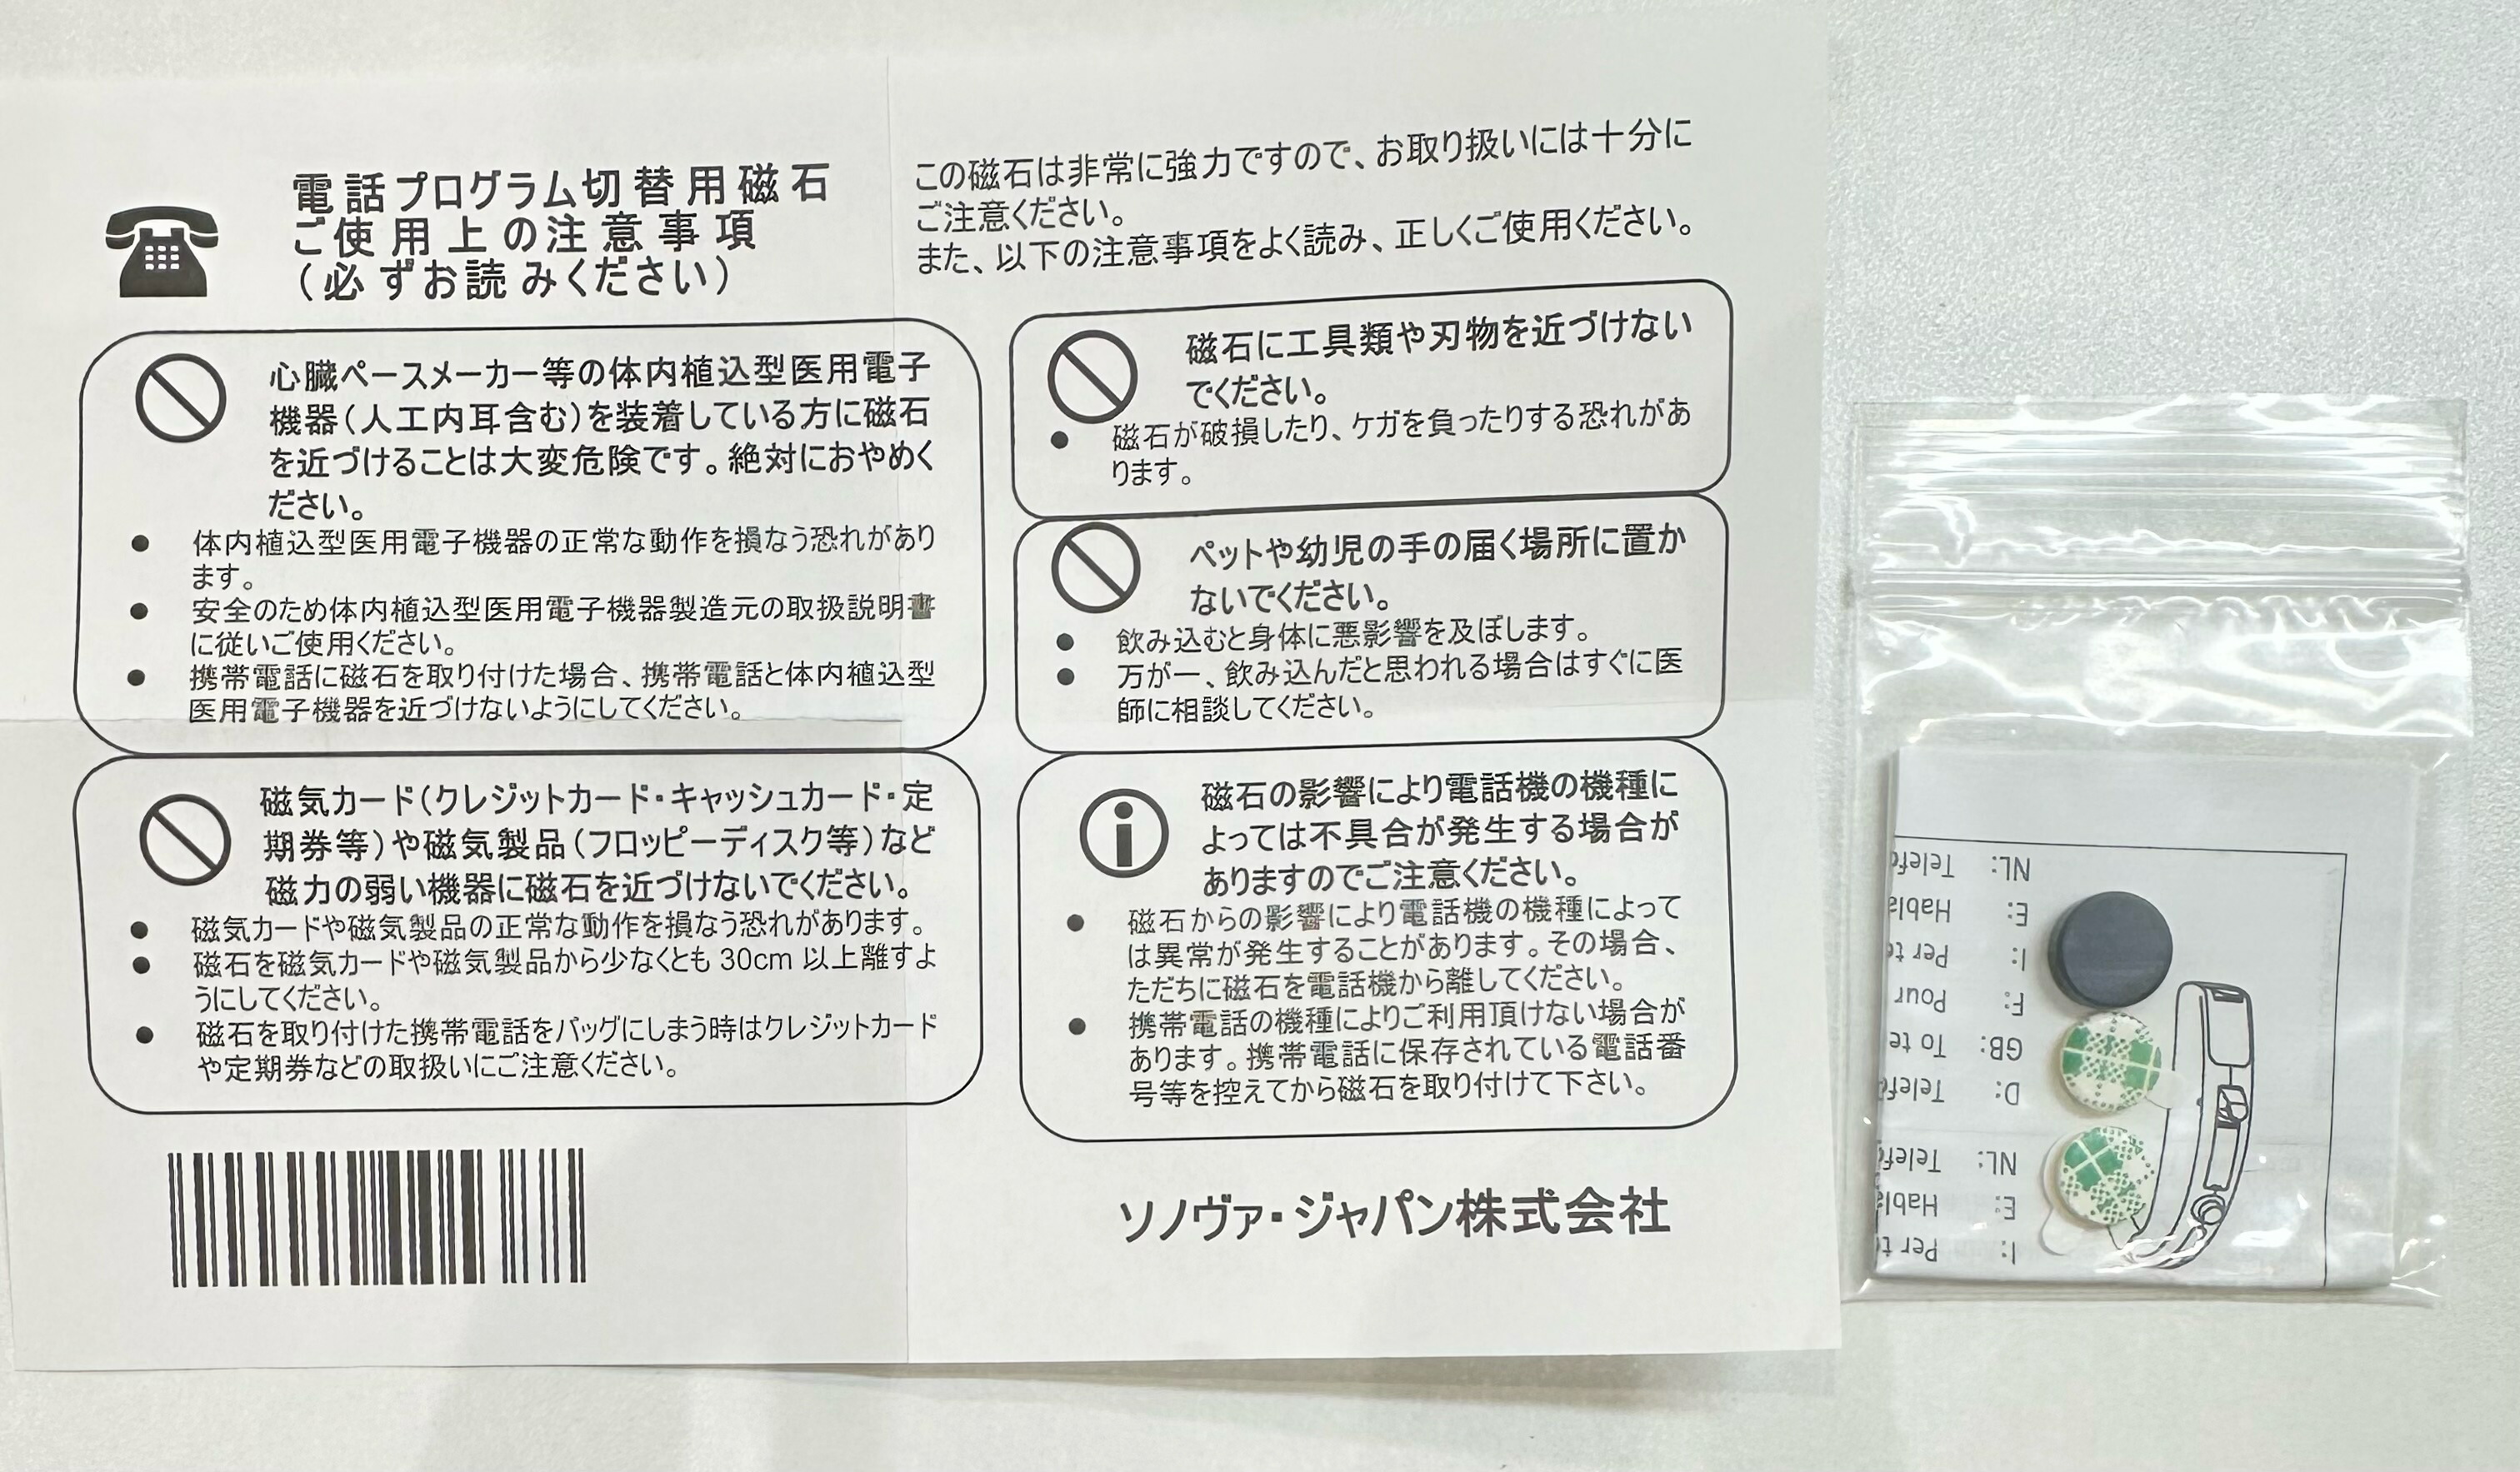 電話プログラム切替用磁石
ご使用上の注意事項
（必ずお読みください）
心臓ペースメーカー等の体内植込型医用電子
機器（人工内耳含む）を装着している方に磁石
を近づけることは大変危険です。絶対におやめく
ださい。
● 体内植込型医用電子機器の正常な動作を損なう恐れがあり
ます。
● 安全のため体内植込型医用電子機器製造元の取扱説明書
に従いご使用ください。
● 携帯電話に磁石を取り付けた場合、携帯電話と体内植込型
医用電子機器を近づけないようにしてください。
磁気カード（クレジットカード・キャッシュカード・定
期券等）や磁気製品（フロッピーディスク等）など
磁力の弱い機器に磁石を近づけないでください。
● 磁気カードや磁気製品の正常な動作を損なう恐れがあります。
● 磁石を磁気カードや磁気製品から少なくとも 30cm 以上離すよ
うにしてください。
● 磁石を取り付けた携帯電話をバッグにしまう時はクレジットカード
や定期券などの取扱いにご注意ください。
この磁石は非常に強力ですので、お取り扱いには十分に
ご注意ください。
また、以下の注意事項をよく読み、正しくご使用ください。
磁石に工具類や刃物を近づけない
でください。
● 磁石が破損したり、ケガを負ったりする恐れがあ
ります。
ペットや幼児の手の届く場所に置か
ないでください。
● 飲み込むと身体に悪影響を及ぼします。
● 万が一、飲み込んだと思われる場合はすぐに医
師に相談してください。
磁石の影響により電話機の機種に
よっては不具合が発生する場合が
ありますのでご注意ください。
● 磁石からの影響により電話機の機種によって
は異常が発生することがあります。その場合、
ただちに磁石を電話機から離してください。
● 携帯電話の機種によりご利用頂けない場合が
あります。携帯電話に保存されている電話番
号等を控えてから磁石を取り付けて下さい。
ソノヴァ・ジャパン株式会社
I: Per
E:
NL:
D:
GB: To
F: Pour
I: Per
E:
NL: